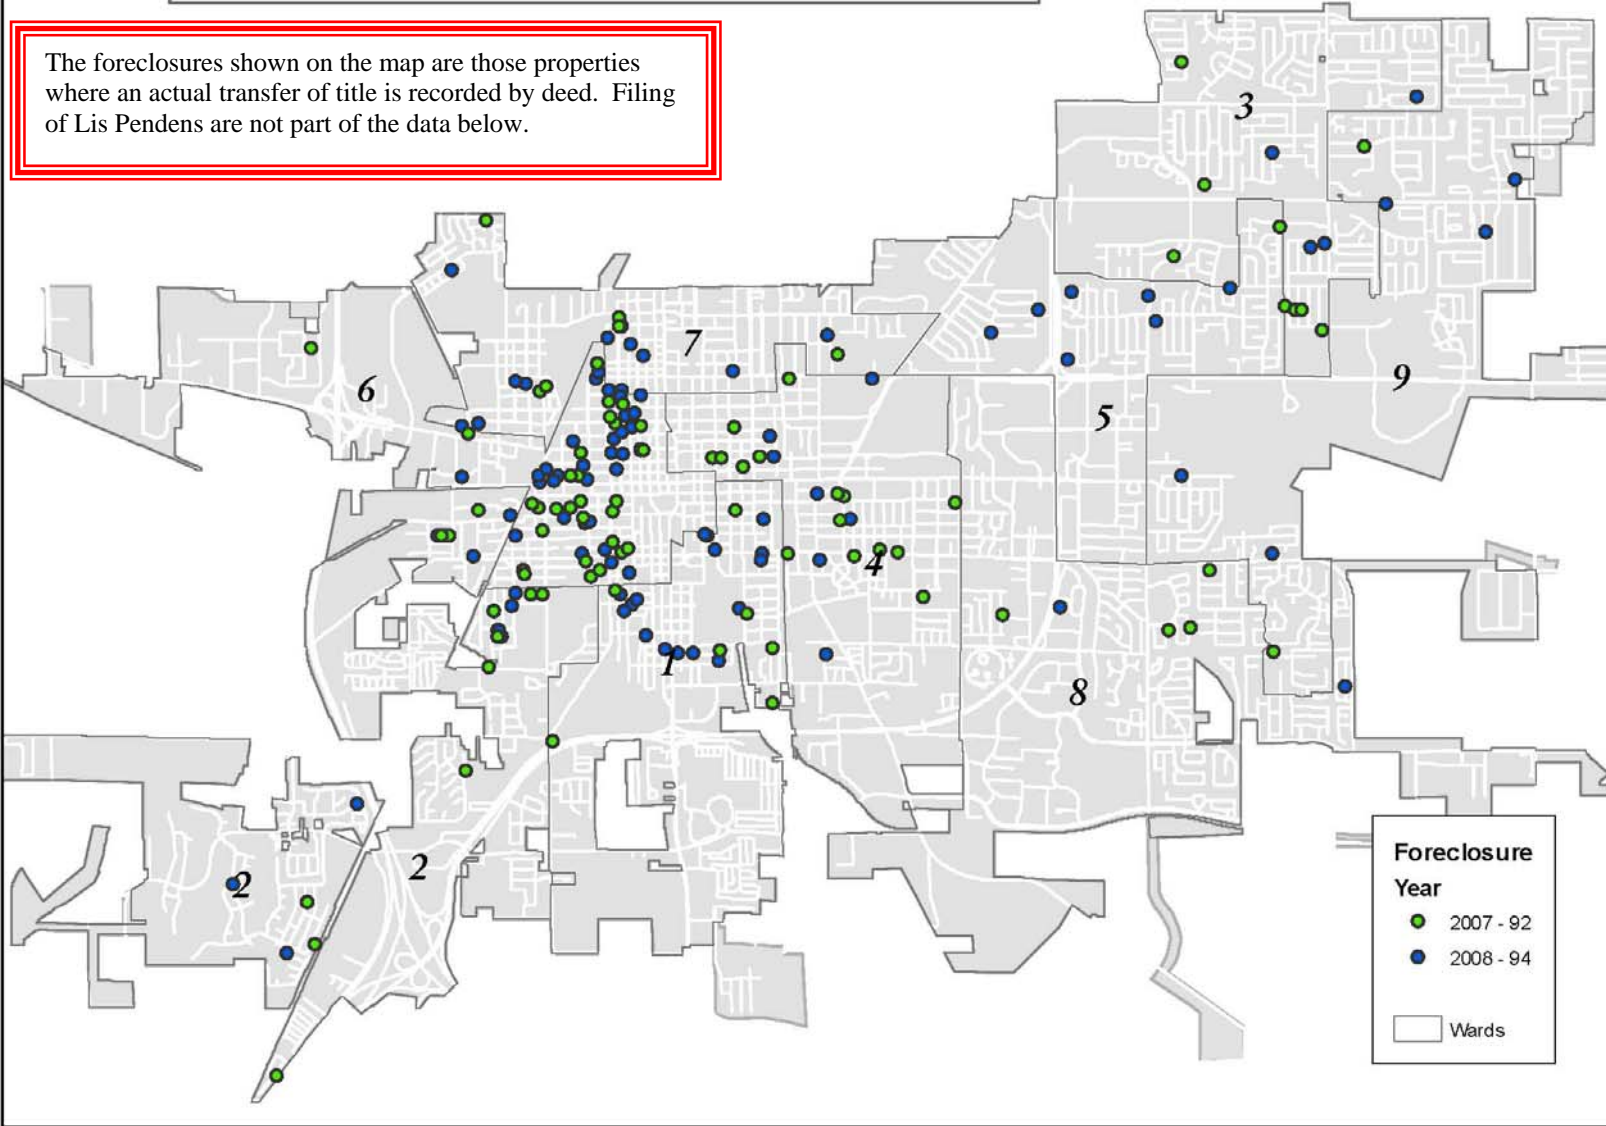 The foreclosures shown on the map are those properties
where an actual transfer of title is recorded by deed.  Filing
of Lis Pendens are not part of the data below.
3
7
6
9
5
4
1
8
2
2
Foreclosure
Year
2007 - 92
2008 - 94
Wards